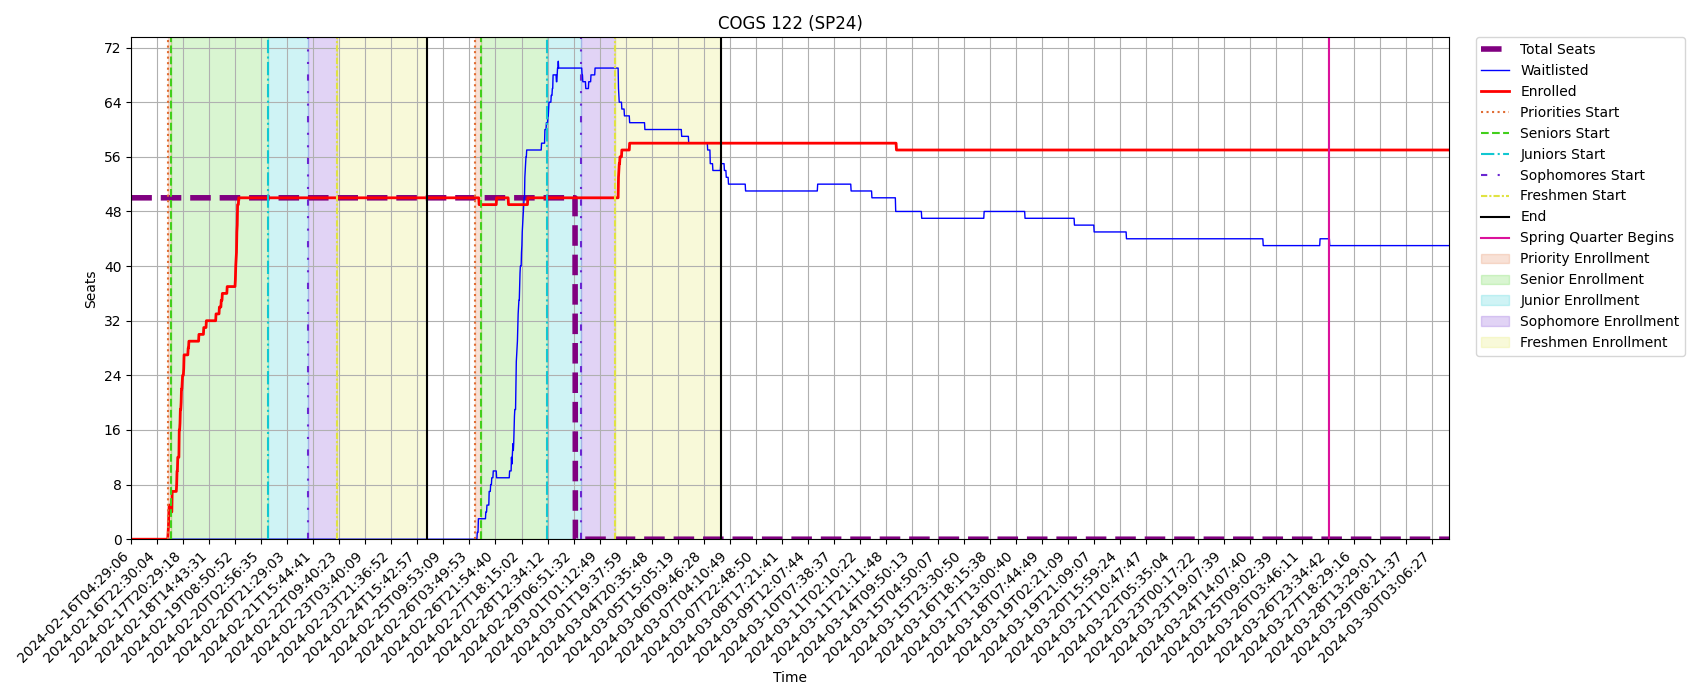 COGS 122 (SP24)
Seats
72
64
56
48
40
32
24
16
8
0
2024-02-16T04:29:06
2024-02-16T22:30:04
2024-02-17T20:29:18
2024-02-18T14:43:31
2024-02-19T08:50:52
2024-02-20T02:56:35
2024-02-20T21:29:03
2024-02-21T15:44:41
2024-02-22T09:40:23
2024-02-23T03:40:09
2024-02-23T21:36:52
2024-02-24T15:42:57
2024-02-25T09:53:09
2024-02-26T03:49:53
2024-02-26T21:54:40
2024-02-27T18:15:02
2024-02-28T12:34:12
2024-02-29T06:51:32
2024-03-01T01:12:49
2024-03-01T19:37:59
2024-03-04T20:35:48
2024-03-05T15:05:19
2024-03-06T09:46:28
2024-03-07T04:10:49
2024-03-07T22:48:50
2024-03-09T17:21:47
2024-03-10T12:07:44
2024-03-10T07:38:37
2024-03-11T02:10:22
2024-03-11T21:11:48
2024-03-14T09:50:13
2024-03-15T04:50:07
2024-03-15T23:30:50
2024-03-16T18:15:38
2024-03-17T13:00:40
2024-03-18T07:44:49
2024-03-19T02:21:09
2024-03-19T21:09:07
2024-03-20T15:59:24
2024-03-21T10:47:47
2024-03-22T05:35:04
2024-03-23T00:17:22
2024-03-23T19:07:39
2024-03-24T14:07:40
2024-03-25T09:02:39
2024-03-26T03:46:11
2024-03-26T23:34:42
2024-03-27T18:29:16
2024-03-28T13:29:01
2024-03-29T08:21:37
2024-03-30T03:06:27
Time
Total Seats
Waitlisted
Enrolled
Priorities Start
Seniors Start
Juniors Start
Sophomores Start
Freshmen Start
End
Spring Quarter Begins
Priority Enrollment
Senior Enrollment
Junior Enrollment
Sophomore Enrollment
Freshmen Enrollment